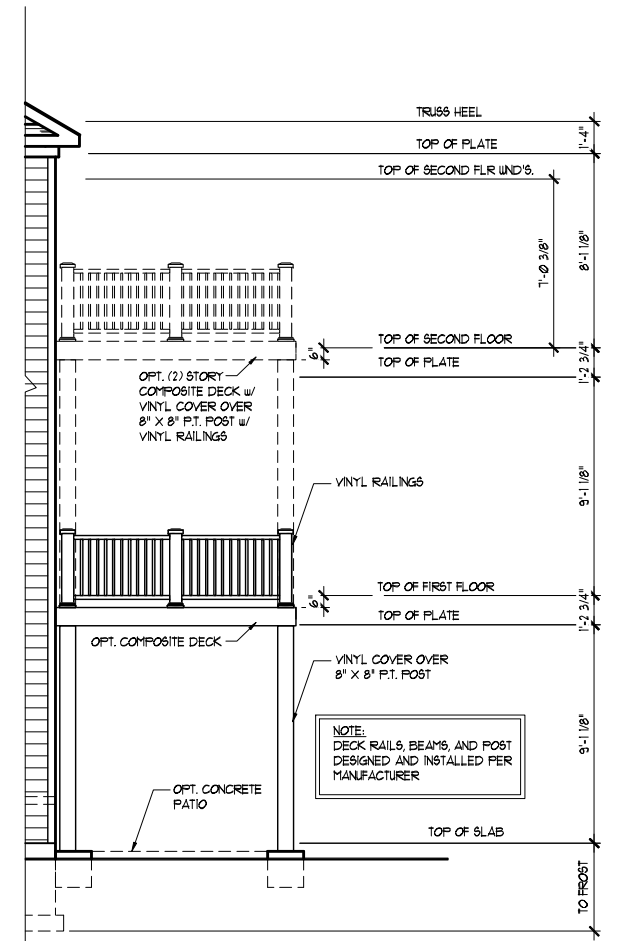 TRUSS HEEL
1'-4"
TOP OF PLATE
TOP OF SECOND FLR WND'S.
8'-1 1/8"
7'-0 3/8"
TOP OF SECOND FLOOR
6"
TOP OF PLATE
1'-2 3/4"
OPT. (2) STORY
COMPOSITE DECK w/
VINYL COVER OVER
8" X 8" P.T. POST w/
VINYL RAILINGS
VINYL RAILINGS
9'-1 1/8"
TOP OF FIRST FLOOR
6"
TOP OF PLATE
1'-2 3/4"
OPT. COMPOSITE DECK
VINYL COVER OVER
8" X 8" P.T. POST
NOTE:
DECK RAILS, BEAMS, AND POST
DESIGNED AND INSTALLED PER
MANUFACTURER
9'-1 1/8"
OPT. CONCRETE
PATIO
TOP OF SLAB
TO FROST